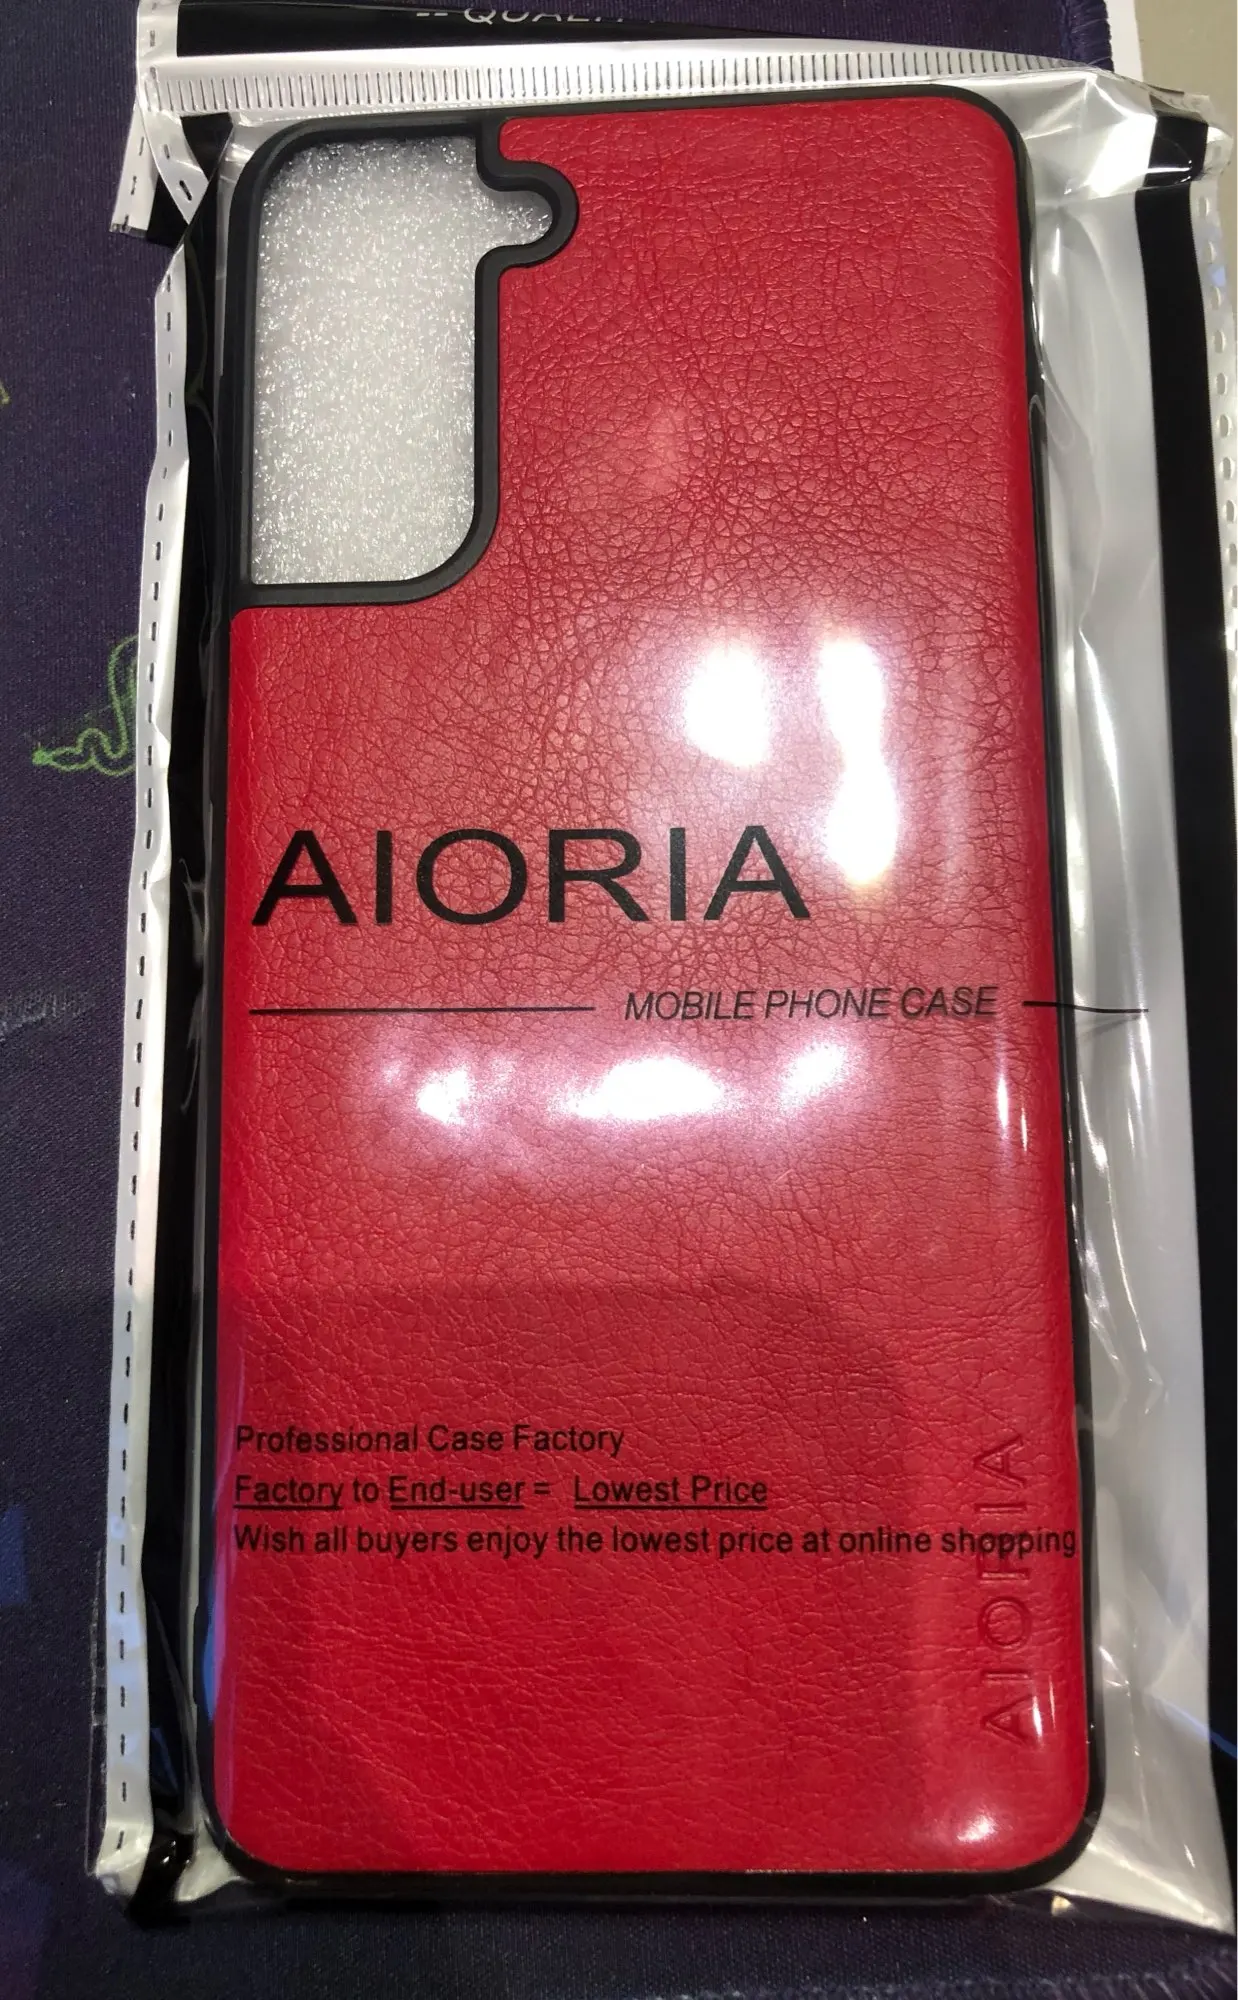 AIORIA
MOBILE PHONE CASE
Professional Case Factory
Factory to End-user = Lowest Price
Wish all buyers enjoy the lowest price at online shopping
AIORIA